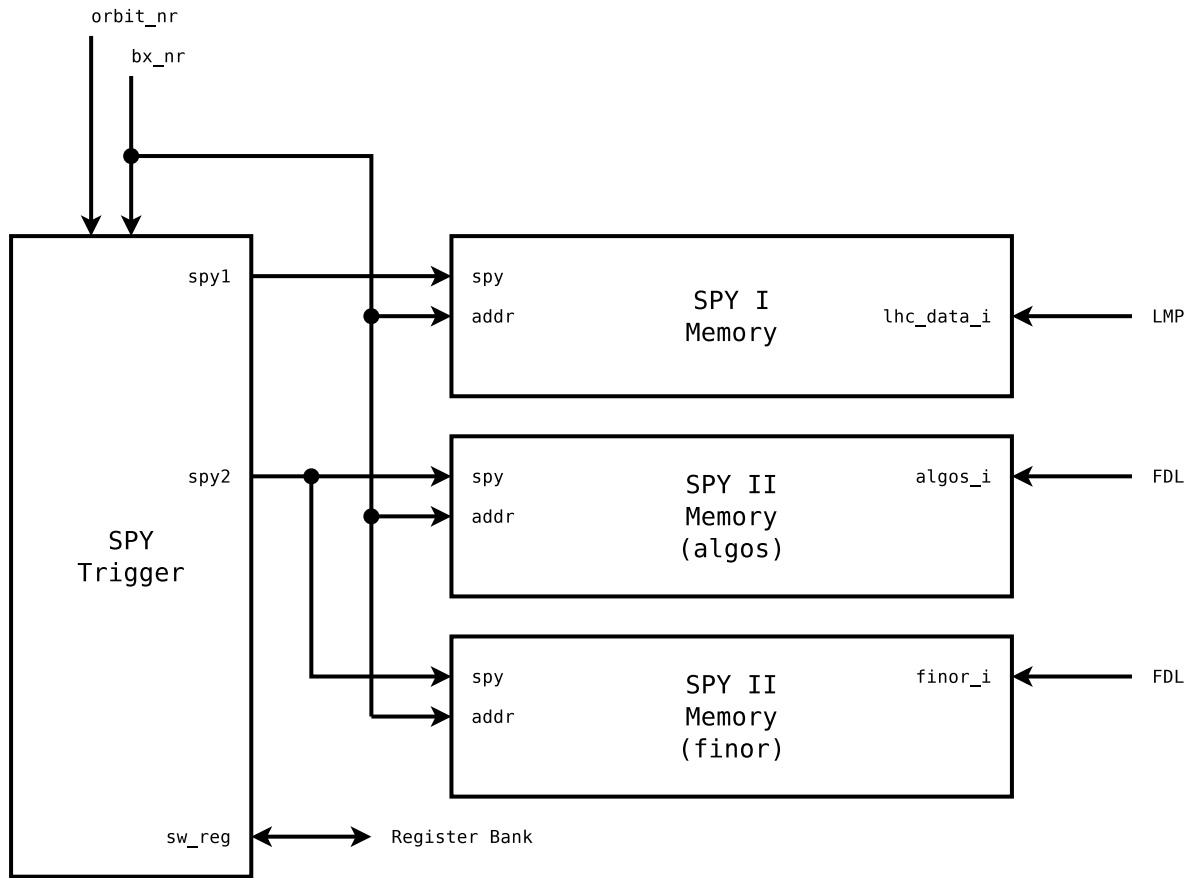 orbit_nr
bx_nr
spy1
spy
SPY I
Memory
addr
lhc_data_i
LMP
spy2
spy
SPY II
Memory
(algos)
algos_i
FDL
addr
SPY
Trigger
spy
SPY II
Memory
(finor)
finor_i
FDL
addr
sw_reg
Register Bank